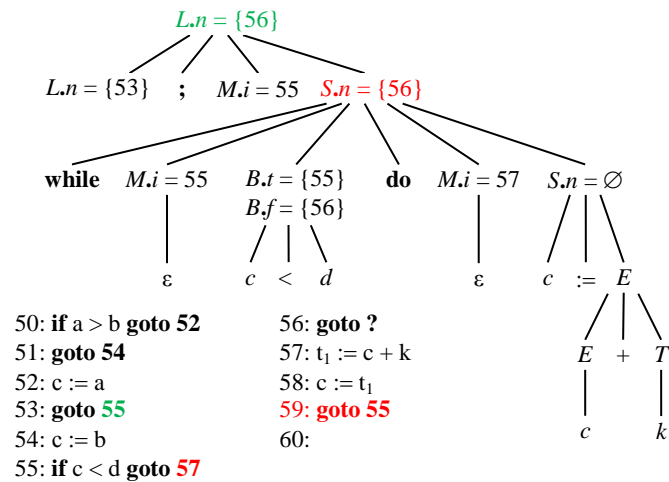 L.n = {56}
L.n = {53} ; M.i = 55 S.n = {56}
while M.i = 55 B.t = {55} do M.i = 57 S.n = ∅
B.f = {56}
ε c < d ε c := E
50: if a > b goto 52
51: goto 54
52: c := a
53: goto 55
54: c := b
55: if c < d goto 57
56: goto ?
57: t₁ := c + k
58: c := t₁
59: goto 55
60:
E + T
c k